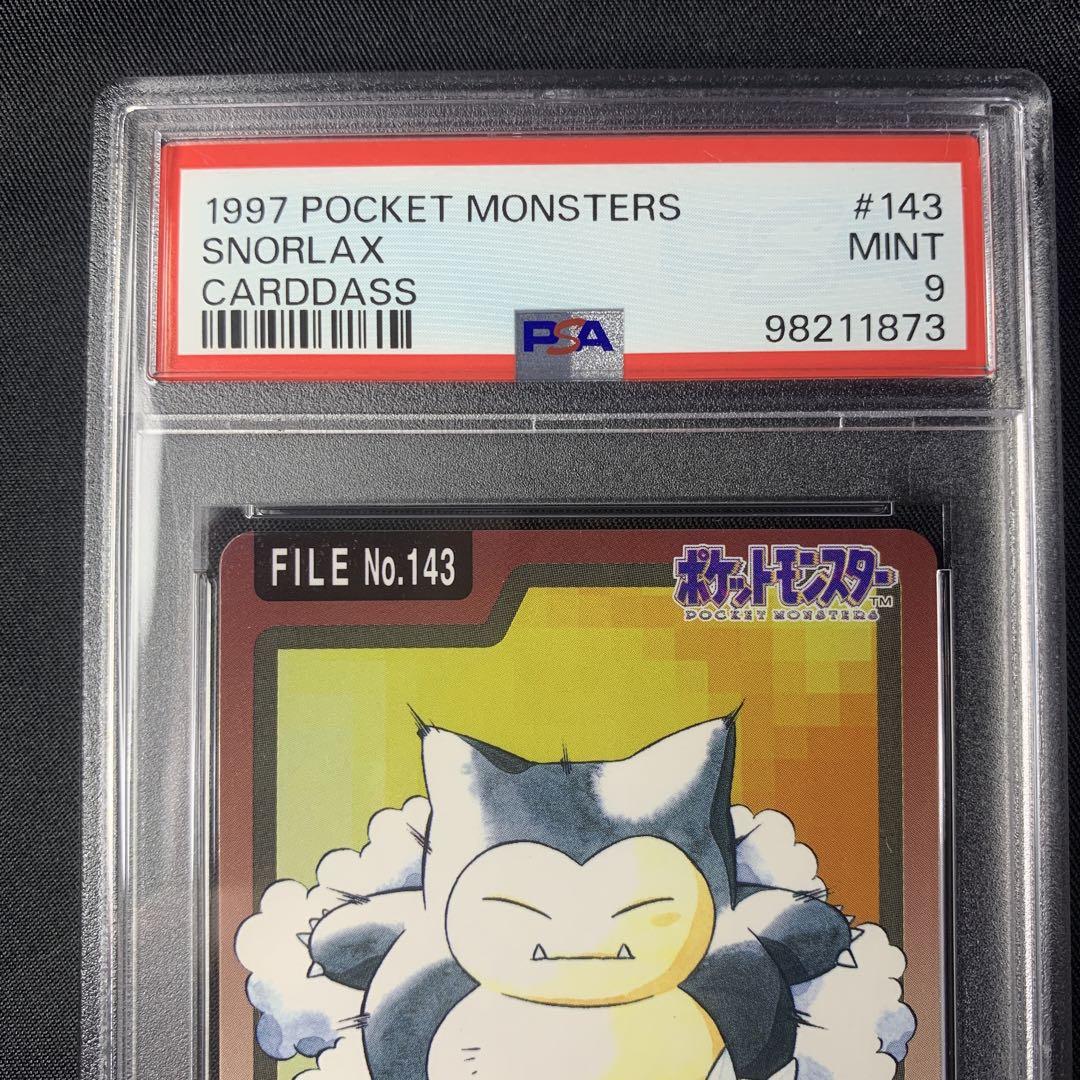 1997 POCKET MONSTERS #143
SNORLAX MINT
CARDDASS 9
PSA 98211873
FILE No.143
ポケットモンスター TM
POCKET MONSTERS